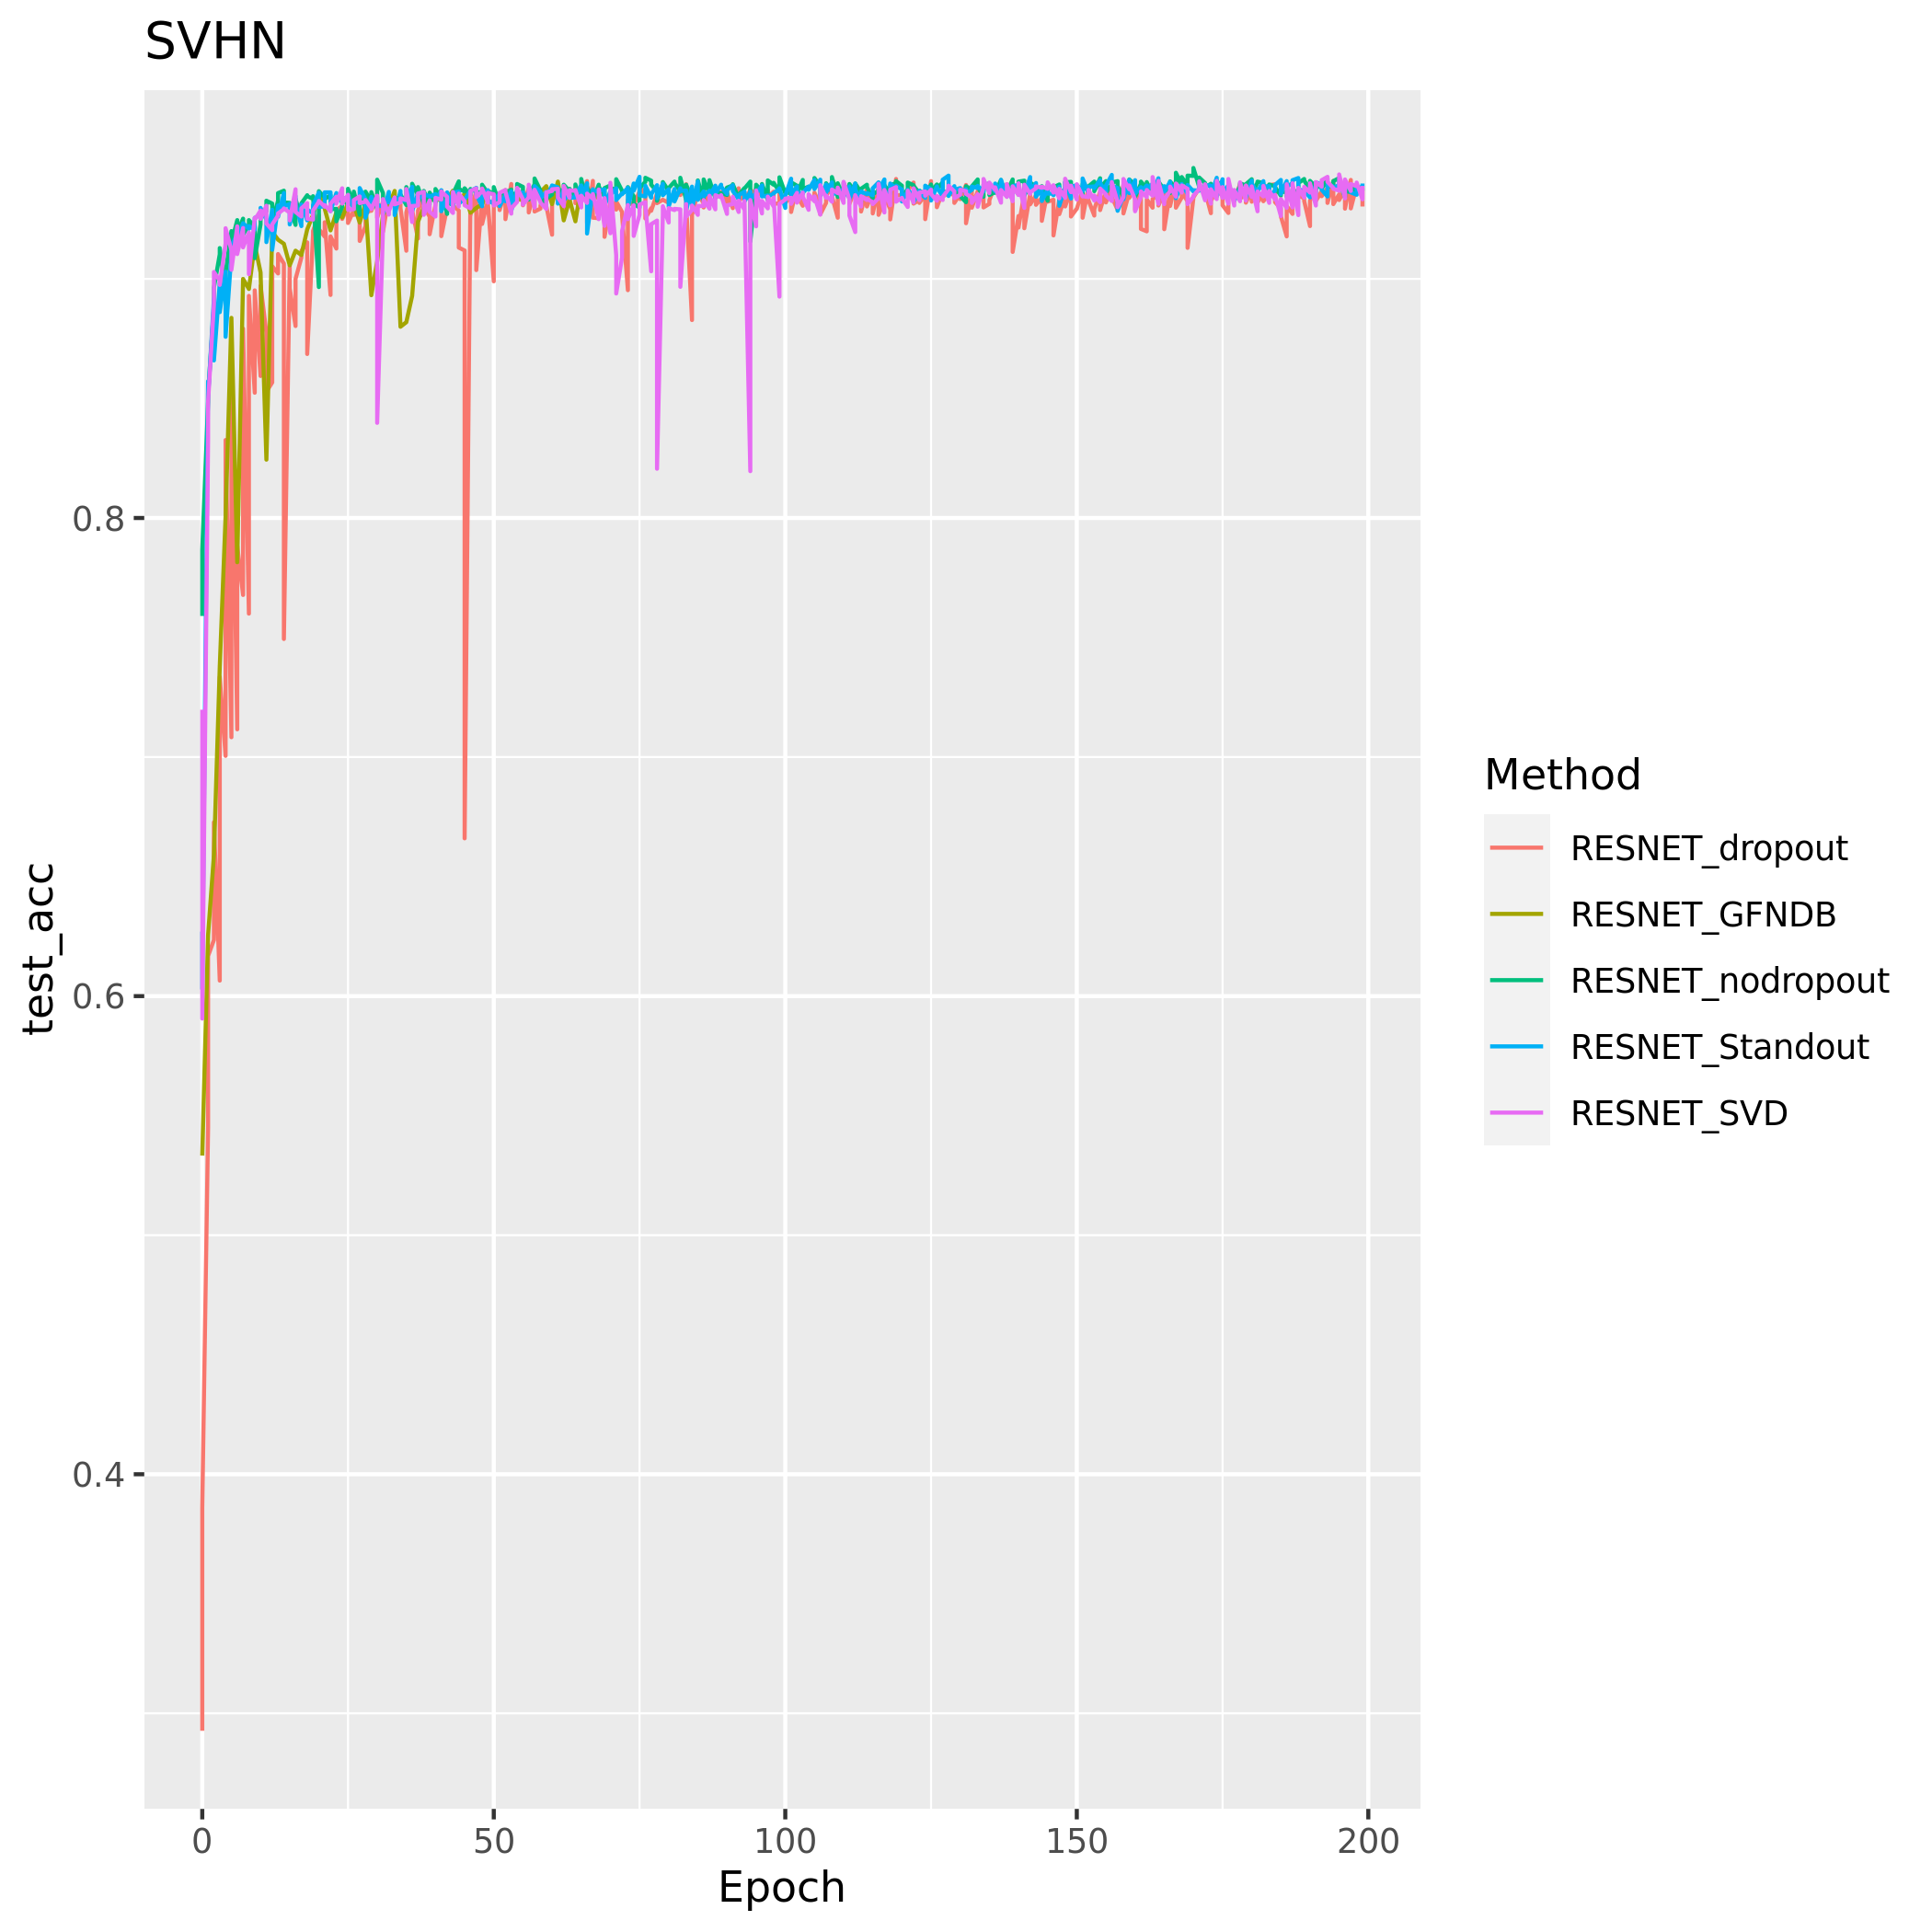 SVHN
test_acc
0.8
0.6
0.4
0
50
100
150
200
Epoch
Method
RESNET_dropout
RESNET_GFNDB
RESNET_nodropout
RESNET_Standout
RESNET_SVD